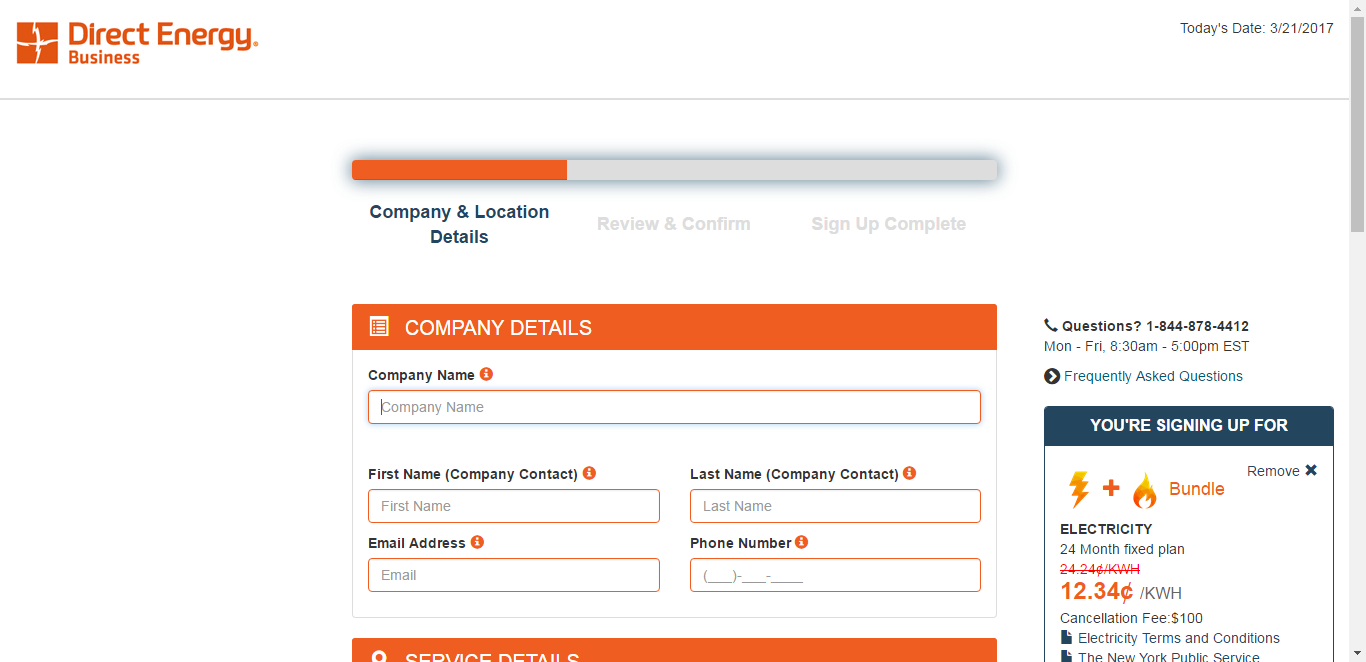 Direct Energy®
Business
Today's Date: 3/21/2017
Company & Location
Details
Review & Confirm
Sign Up Complete
COMPANY DETAILS
Company Name
Company Name
First Name (Company Contact)
Last Name (Company Contact)
First Name
Last Name
Email Address
Phone Number
Email
(___)-___-____
SERVICE DETAILS
Questions? 1-844-878-4412
Mon - Fri, 8:30am - 5:00pm EST
Frequently Asked Questions
YOU'RE SIGNING UP FOR
Remove
Bundle
ELECTRICITY
24 Month fixed plan
24.24¢/KWH
12.34¢ /KWH
Cancellation Fee:$100
Electricity Terms and Conditions
The New York Public Service